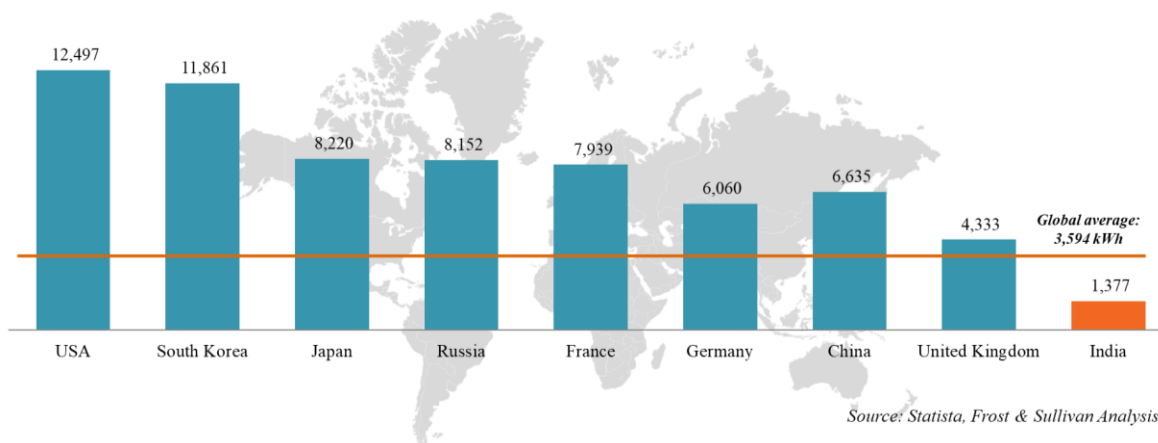 12,497
11,861
8,220
8,152
7,939
6,060
6,635
4,333
Global average:
3,594 kWh
1,377
USA
South Korea
Japan
Russia
France
Germany
China
United Kingdom
India
Source: Statista, Frost & Sullivan Analysis